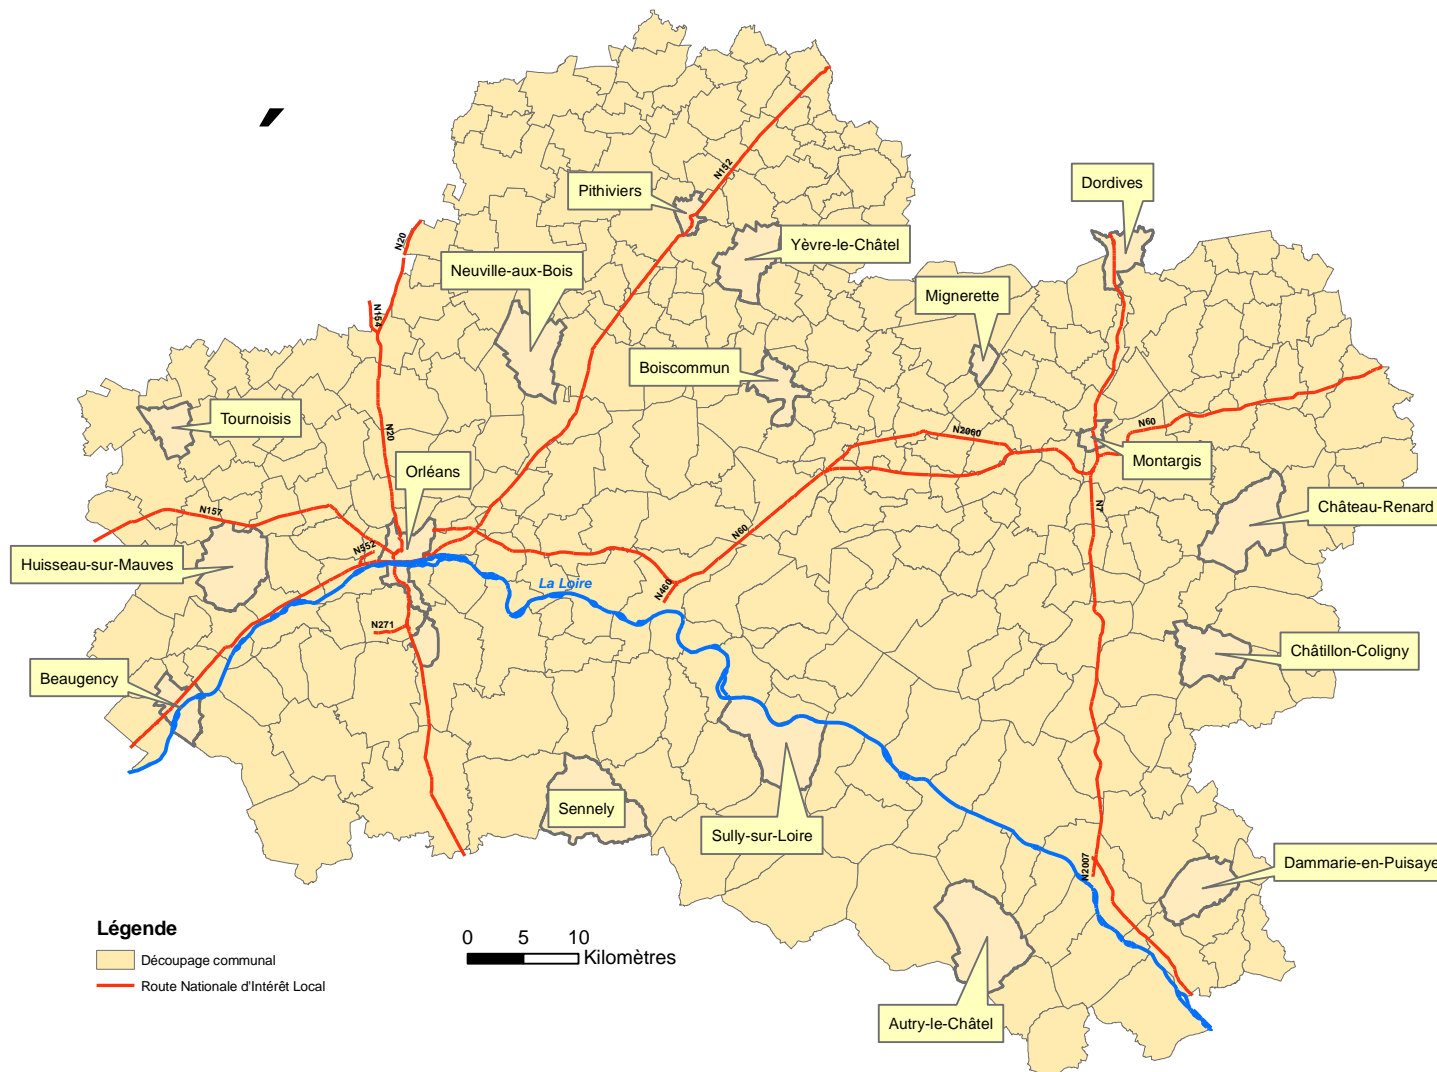 N152
Pithiviers
Dordives
Yèvre-le-Château
N20
Neuville-aux-Bois
Mignerette
N154
Boiscommun
Tournoisis
N20
N2060
N60
Orléans
Montargis
N7
Château-Renard
N157
N552
N60
Huisseau-sur-Mauves
La Loire
N460
N271
Châtillon-Coligny
Beaugency
Sennely
Sully-sur-Loire
N2007
Dammarie-en-Puisaye
Légende
0 5 10
Kilomètres
Découpage communal
Route Nationale d'Intérêt Local
Autry-le-Châtel